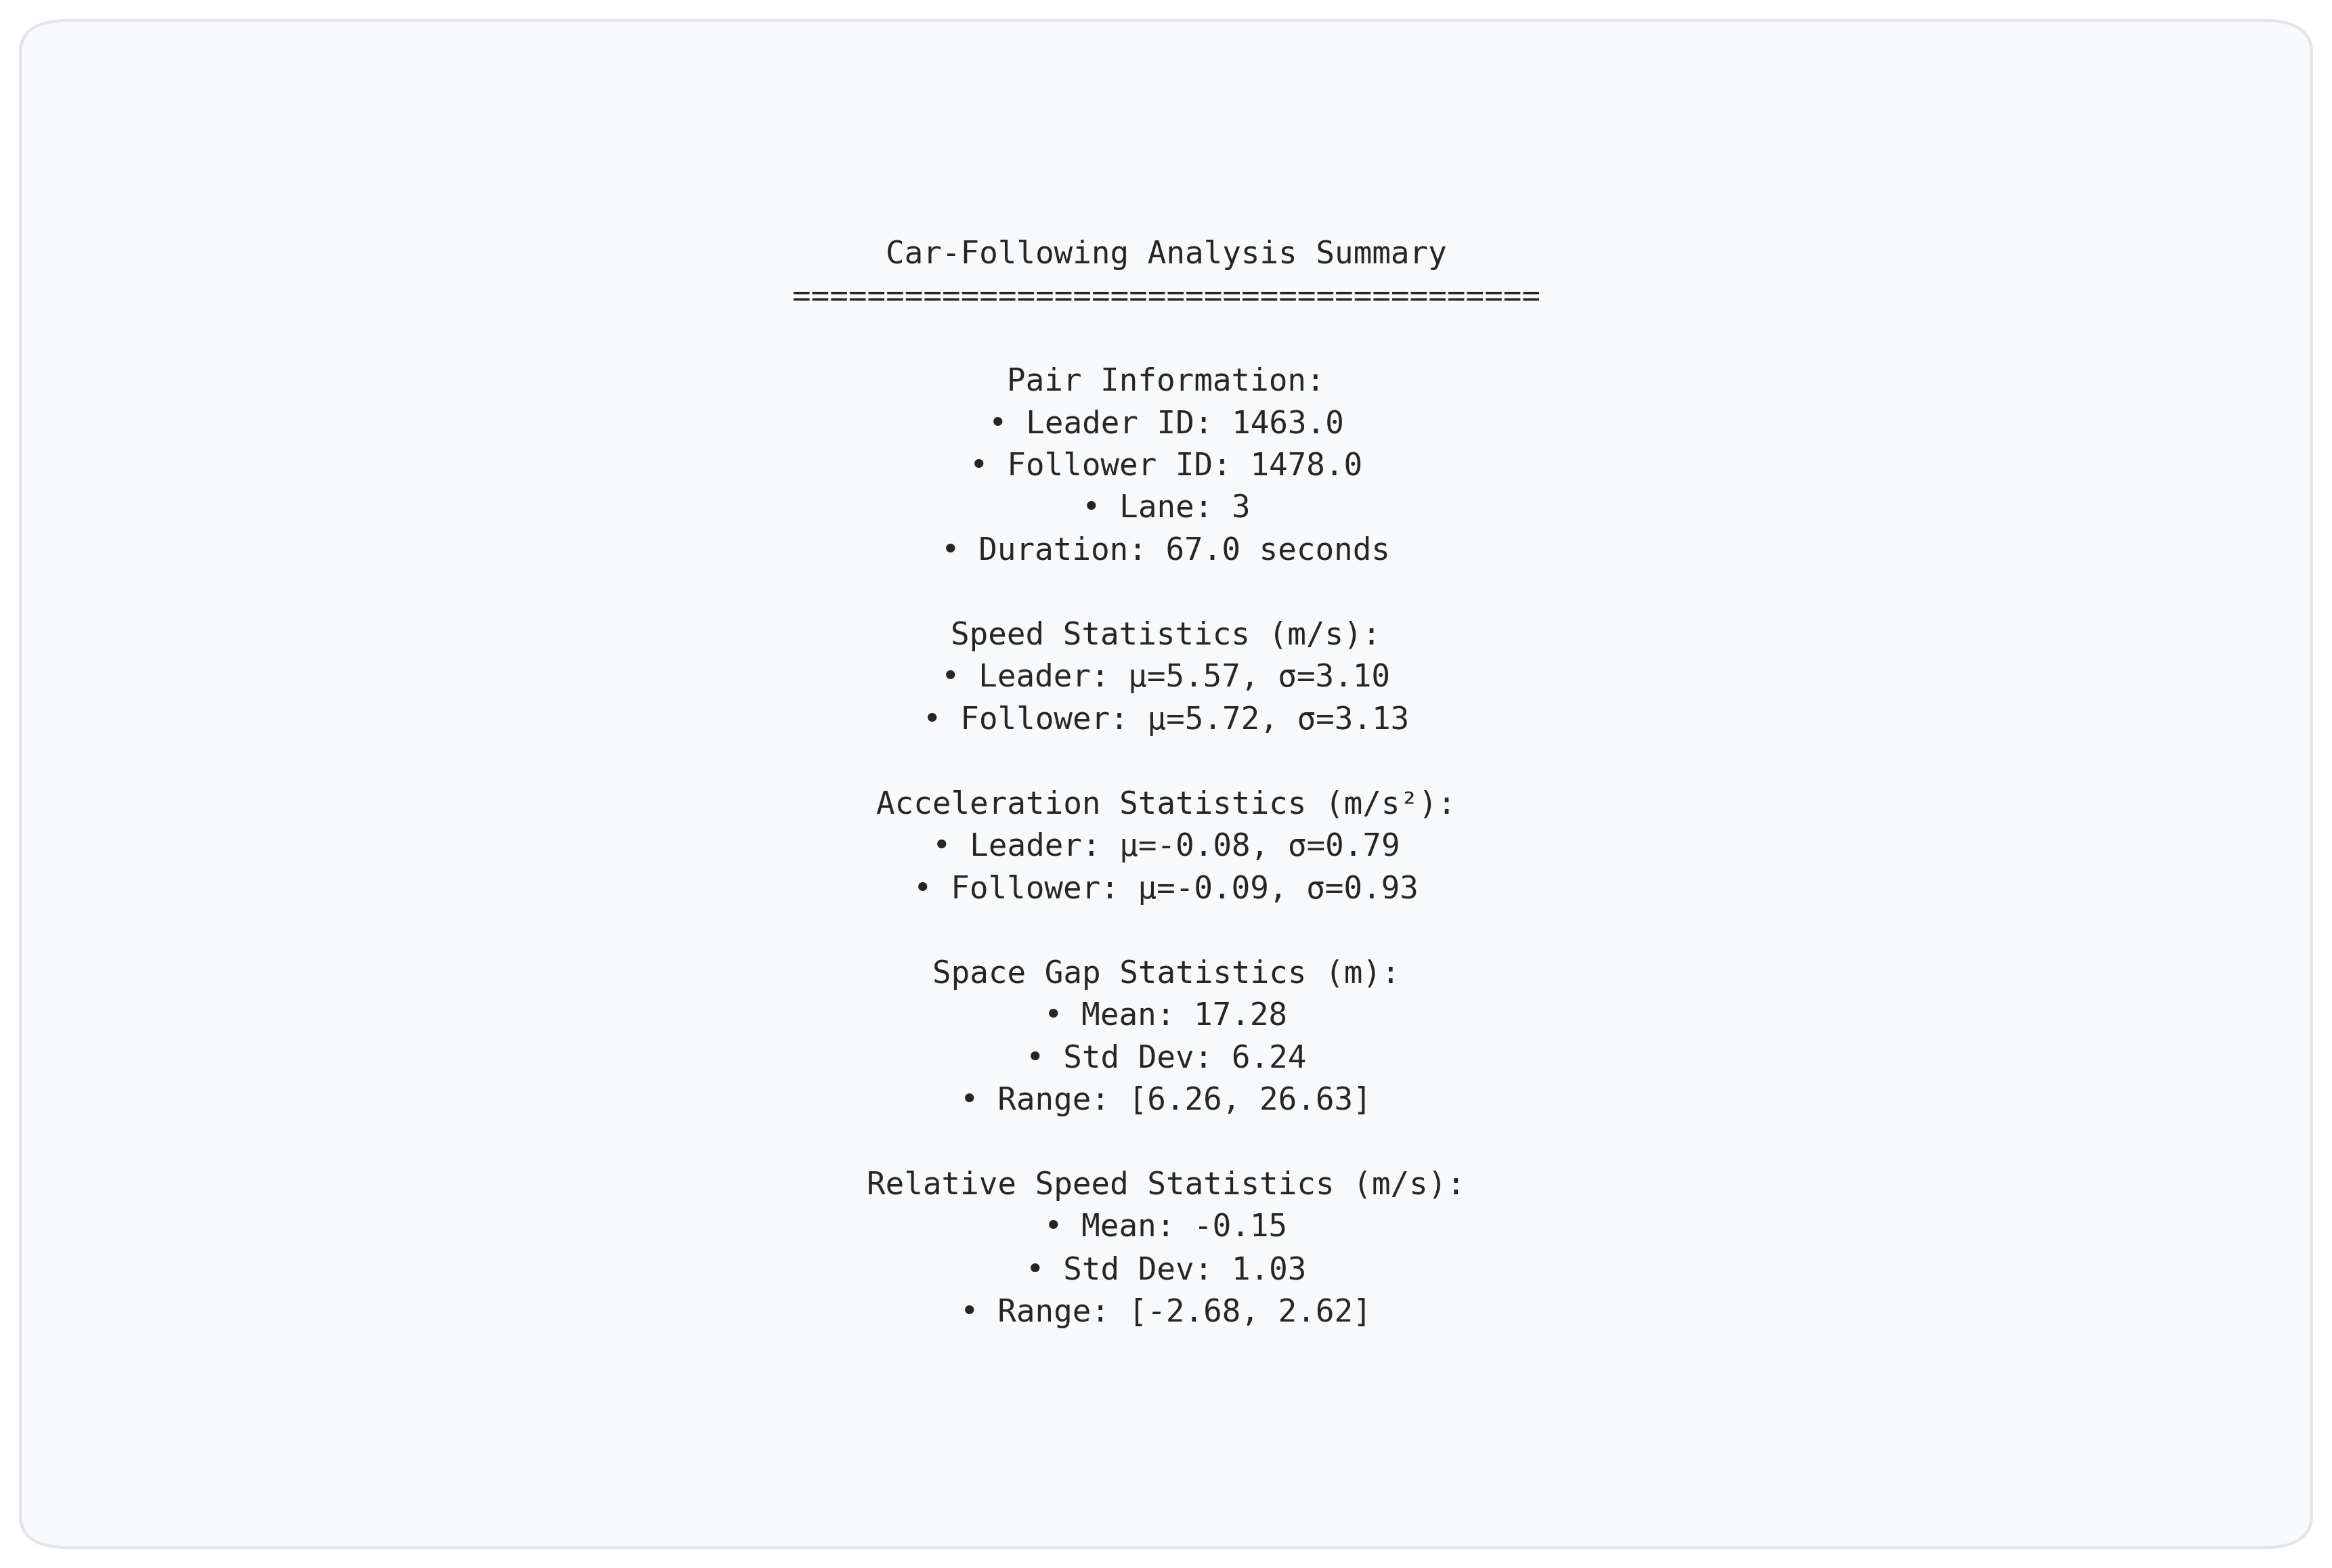 Car-Following Analysis Summary
========================================
Pair Information:
• Leader ID: 1463.0
• Follower ID: 1478.0
• Lane: 3
• Duration: 67.0 seconds
Speed Statistics (m/s):
• Leader: μ=5.57, σ=3.10
• Follower: μ=5.72, σ=3.13
Acceleration Statistics (m/s²):
• Leader: μ=-0.08, σ=0.79
• Follower: μ=-0.09, σ=0.93
Space Gap Statistics (m):
• Mean: 17.28
• Std Dev: 6.24
• Range: [6.26, 26.63]
Relative Speed Statistics (m/s):
• Mean: -0.15
• Std Dev: 1.03
• Range: [-2.68, 2.62]